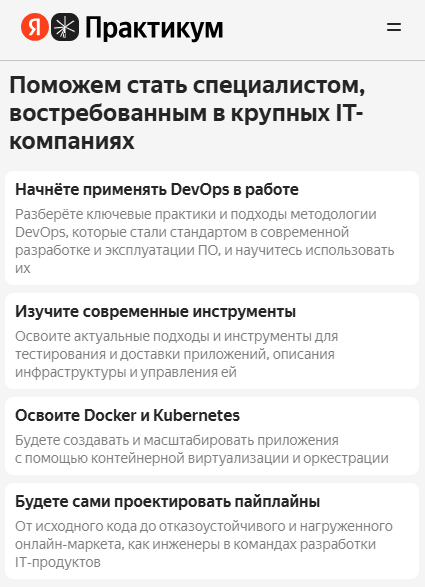 Я Практикум
Поможем стать специалистом,
востребованным в крупных IT-
компаниях
Начнёте применять DevOps в работе
Разберёте ключевые практики и подходы методологии
DevOps, которые стали стандартом в современной
разработке и эксплуатации ПО, и научитесь использовать
их
Изучите современные инструменты
Освоите актуальные подходы и инструменты для
тестирования и доставки приложений, описания
инфраструктуры и управления ей
Освоите Docker и Kubernetes
Будете создавать и масштабировать приложения
с помощью контейнерной виртуализации и оркестрации
Будете сами проектировать пайплайны
От исходного кода до отказоустойчивого и нагруженного
онлайн-маркета, как инженеры в командах разработки
IT-продуктов